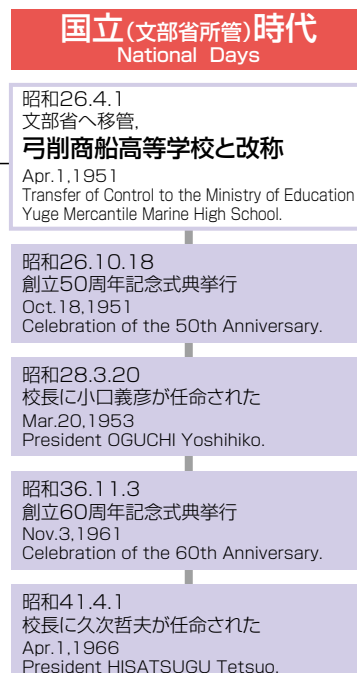 国立(文部省所管)時代
National Days
昭和26.4.1
文部省へ移管,
弓削商船高等学校と改称
Apr.1,1951
Transfer of Control to the Ministry of Education
Yuge Mercantile Marine High School.
昭和26.10.18
創立50周年記念式典挙行
Oct.18,1951
Celebration of the 50th Anniversary.
昭和28.3.20
校長に小口義彦が任命された
Mar.20,1953
President OGUCHI Yoshihiko.
昭和36.11.3
創立60周年記念式典挙行
Nov.3,1961
Celebration of the 60th Anniversary.
昭和41.4.1
校長に久次哲夫が任命された
Apr.1,1966
President HISATSUGU Tetsuo.